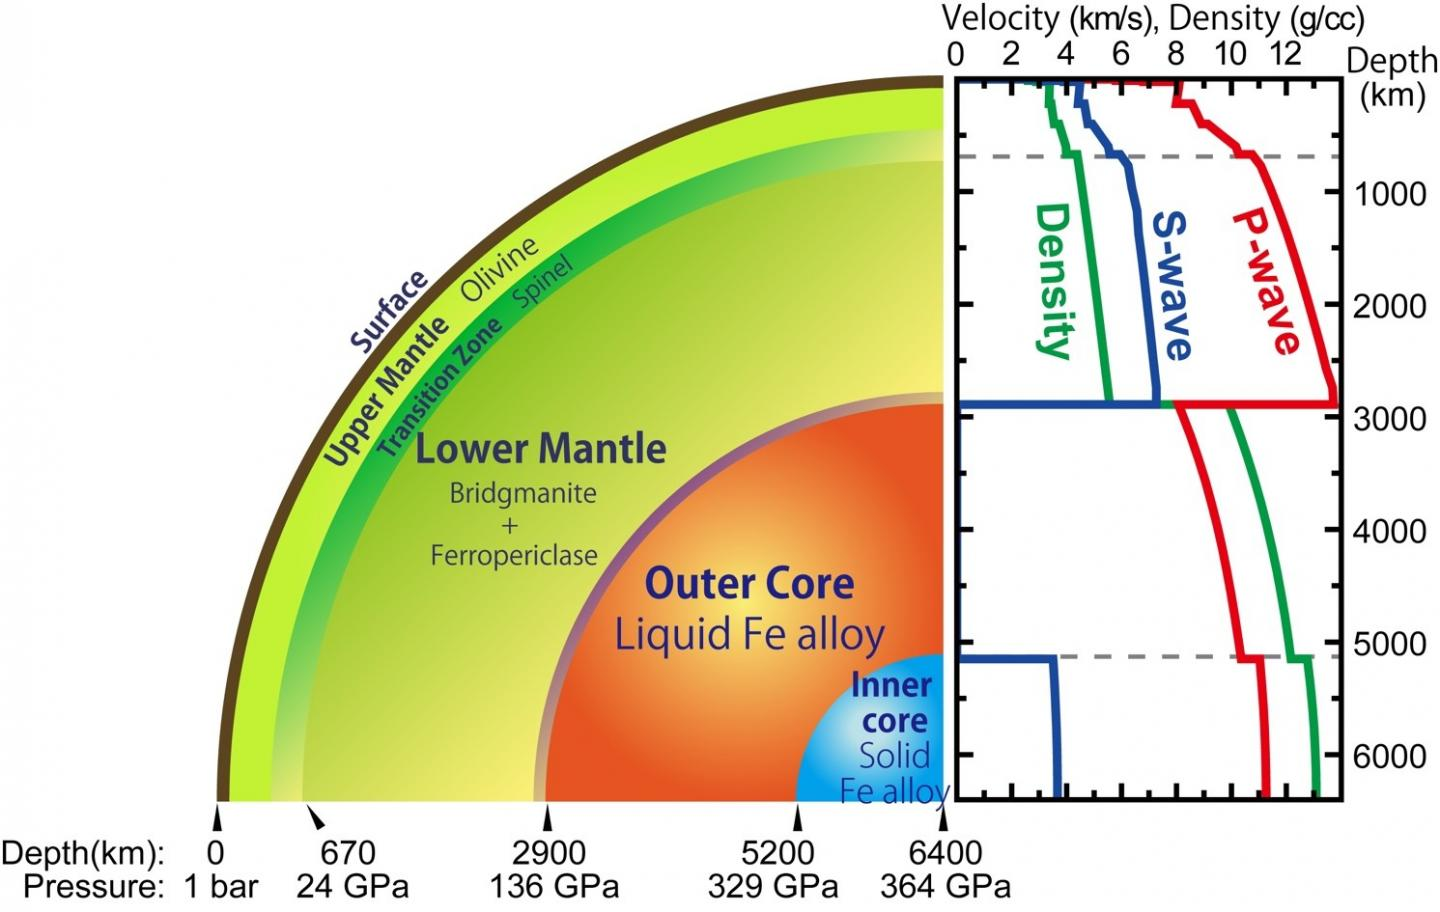 Velocity (km/s), Density (g/cc)
0 2 4 6 8 10 12
Depth
(km)
1000
2000
3000
4000
5000
6000
Density
S-wave
P-wave
Surface
Olivine
Upper Mantle
Spinel
Transition Zone
Lower Mantle
Bridgmanite
+
Ferropericlase
Outer Core
Liquid Fe alloy
Inner
core
Solid
Fe alloy
Depth(km): 0 670 2900 5200 6400
Pressure: 1 bar 24 GPa 136 GPa 329 GPa 364 GPa